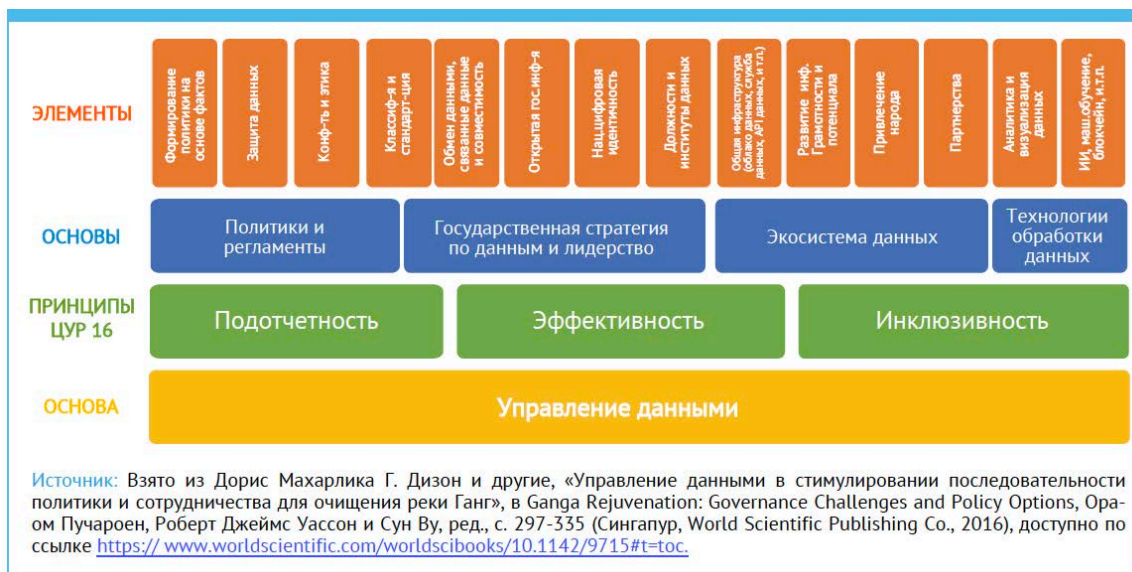 ЭЛЕМЕНТЫ
Формирование
политики на
основе фактов
Защита данных
Конф-ть и этика
Классиф-я и
стандарт-ция
Обмен данными,
связанные данные
и совместимость
Открытая гос.инф-я
Нац.цифровая
идентичность
Должности и
институты данных
Общая инфраструктура
(облако данных, служба
данных, API данных, и т.п.)
Развитие инф.
Грамотности и
потенциала
Привлечение
народа
Партнерства
Аналитика и
визуализация
данных
ИИ, маш.обучение,
блокчейн, и.т.п.
ОСНОВЫ
Политики и
регламенты
Государственная стратегия
по данным и лидерство
Экосистема данных
Технологии
обработки
данных
ПРИНЦИПЫ
ЦУР 16
Подотчетность
Эффективность
Инклюзивность
ОСНОВА
Управление данными
Источник: Взято из Дорис Махарлика Г. Дизон и другие, «Управление данными в стимулировании последовательности
политики и сотрудничества для очищения реки Ганг», в Ganga Rejuvenation: Governance Challenges and Policy Options, Ора-
ом Пучароен, Роберт Джеймс Уассон и Сун Ву, ред., с. 297-335 (Сингапур, World Scientific Publishing Co., 2016), доступно по
ссылке https:// www.worldscientific.com/worldscibooks/10.1142/9715#t=toc.